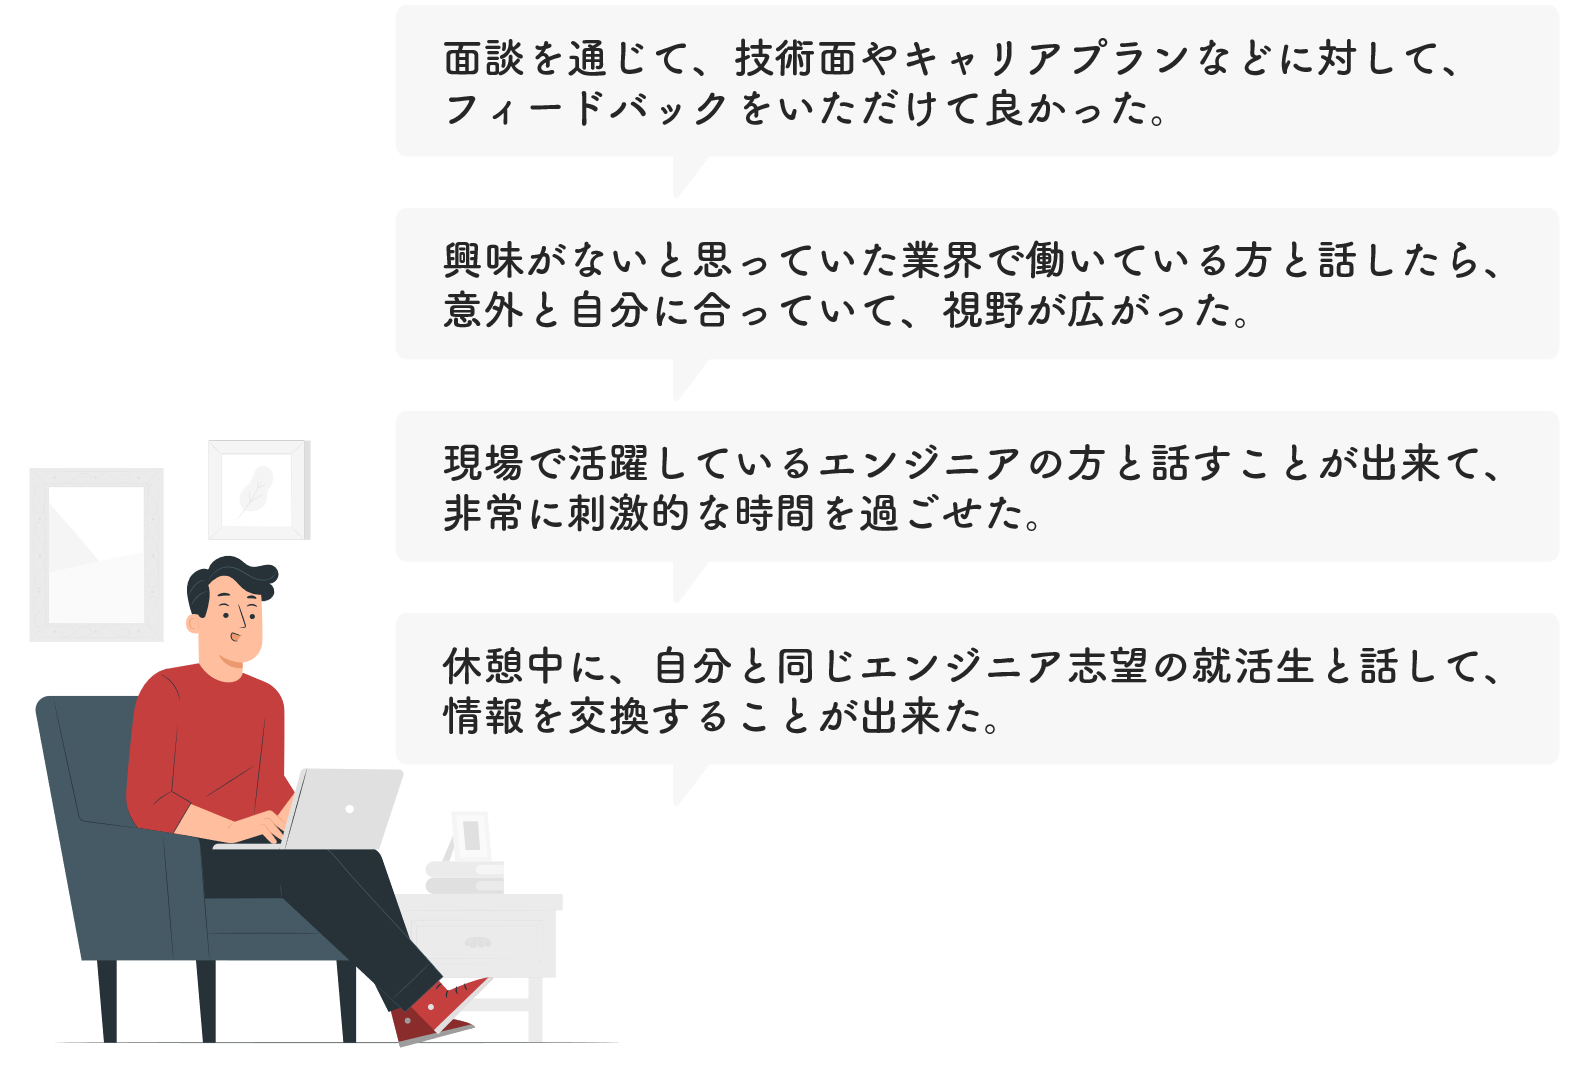 面談を通じて、技術面やキャリアプランなどに対して、
フィードバックをいただけて良かった。
興味がないと思っていた業界で働いている方と話したら、
意外と自分に合っていて、視野が広がった。
現場で活躍しているエンジニアの方と話すことが出来て、
非常に刺激的な時間を過ごせた。
休憩中に、自分と同じエンジニア志望の就活生と話して、
情報を交換することが出来た。